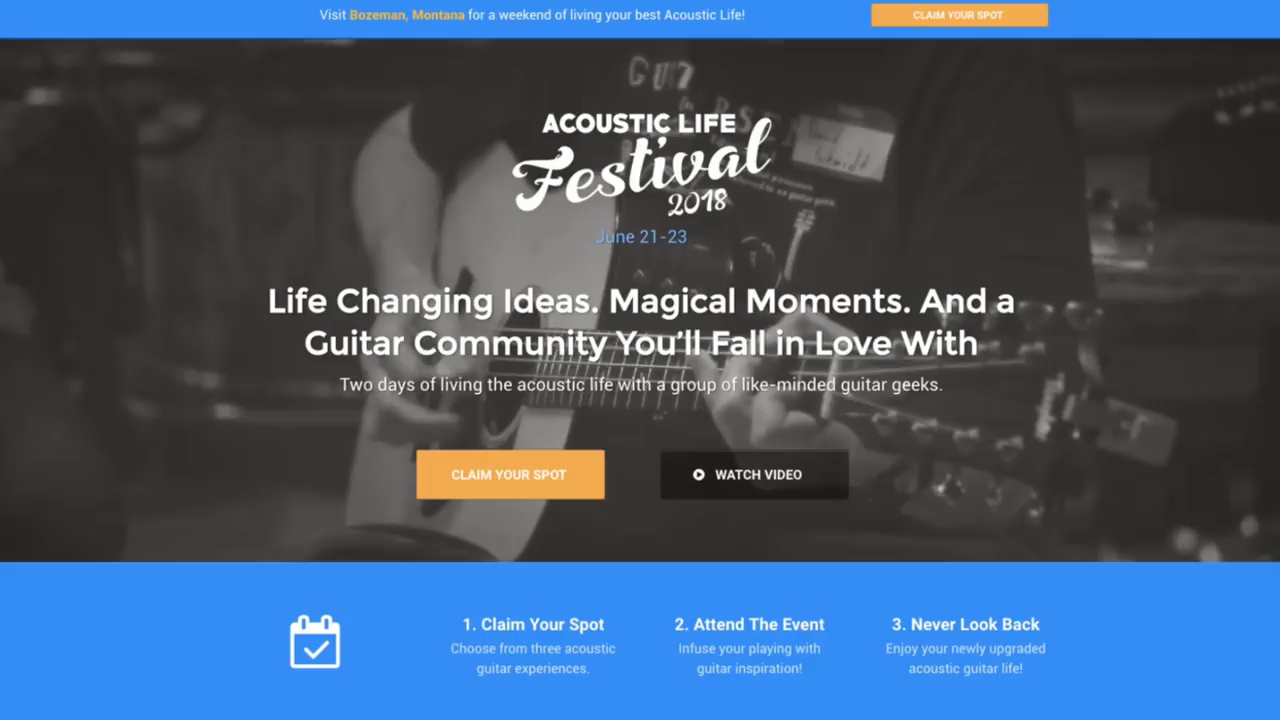 Visit Bozeman, Montana for a weekend of living your best Acoustic Life!
CLAIM YOUR SPOT
ACOUSTIC LIFE
Festival
2018
June 21-23
Life Changing Ideas. Magical Moments. And a
Guitar Community You'll Fall in Love With
Two days of living the acoustic life with a group of like-minded guitar geeks.
CLAIM YOUR SPOT
WATCH VIDEO
1. Claim Your Spot
Choose from three acoustic
guitar experiences.
2. Attend The Event
Infuse your playing with
guitar inspiration!
3. Never Look Back
Enjoy your newly upgraded
acoustic guitar life!